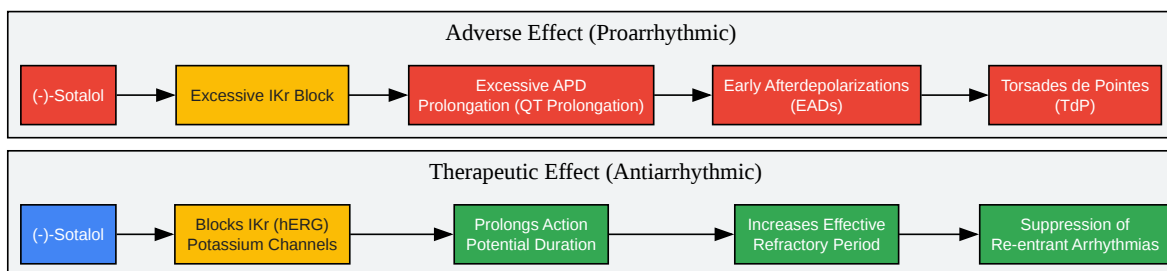 Adverse Effect (Proarrhythmic)
(-)-Sotalol
Excessive IKr Block
Excessive APD
Prolongation (QT Prolongation)
Early Afterdepolarizations
(EADs)
Torsades de Pointes
(TdP)
Therapeutic Effect (Antiarrhythmic)
(-)-Sotalol
Blocks IKr (hERG)
Potassium Channels
Prolongs Action
Potential Duration
Increases Effective
Refractory Period
Suppression of
Re-entrant Arrhythmias